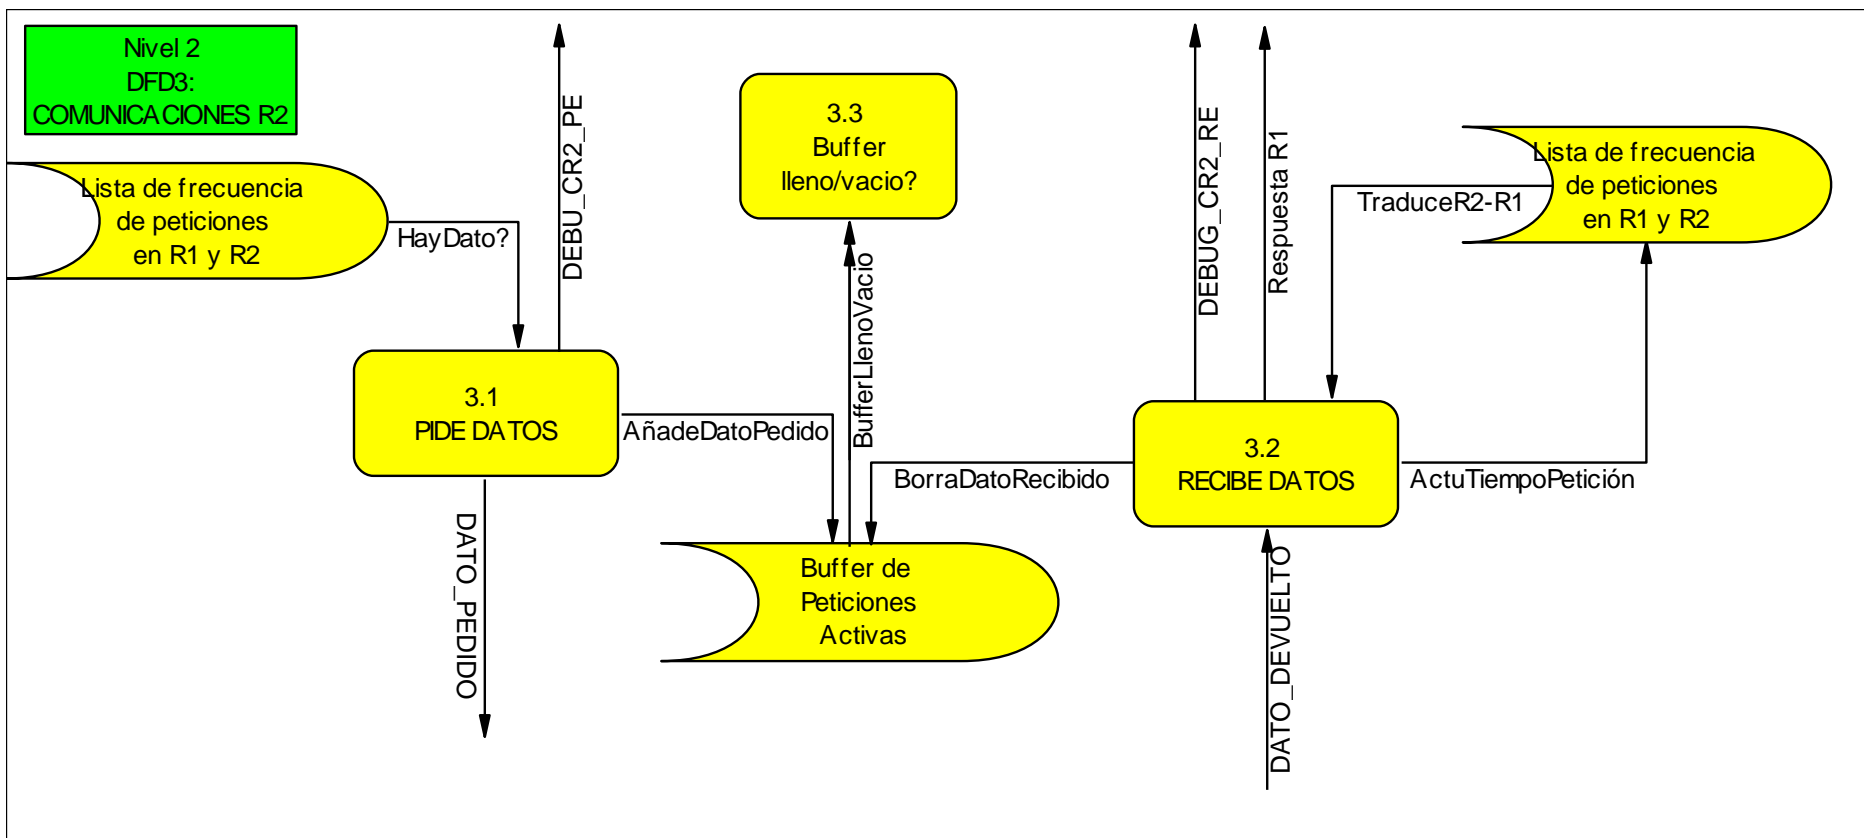 Nivel 2
DFD3:
COMUNICACIONES R2
Lista de frecuencia
de peticiones
en R1 y R2
HayDato?
DEBU_CR2_PE
3.3
Buffer
lleno/vacio?
BufferLlenoVacio
DEBUG_CR2_RE
Respuesta R1
TraduceR2-R1
Lista de frecuencia
de peticiones
en R1 y R2
3.1
PIDE DATOS
AñadeDatoPedido
BorraDatoRecibido
3.2
RECIBE DATOS
ActuTiempoPetición
DATO_PEDIDO
Buffer de
Peticiones
Activas
DATO_DEVUELTO